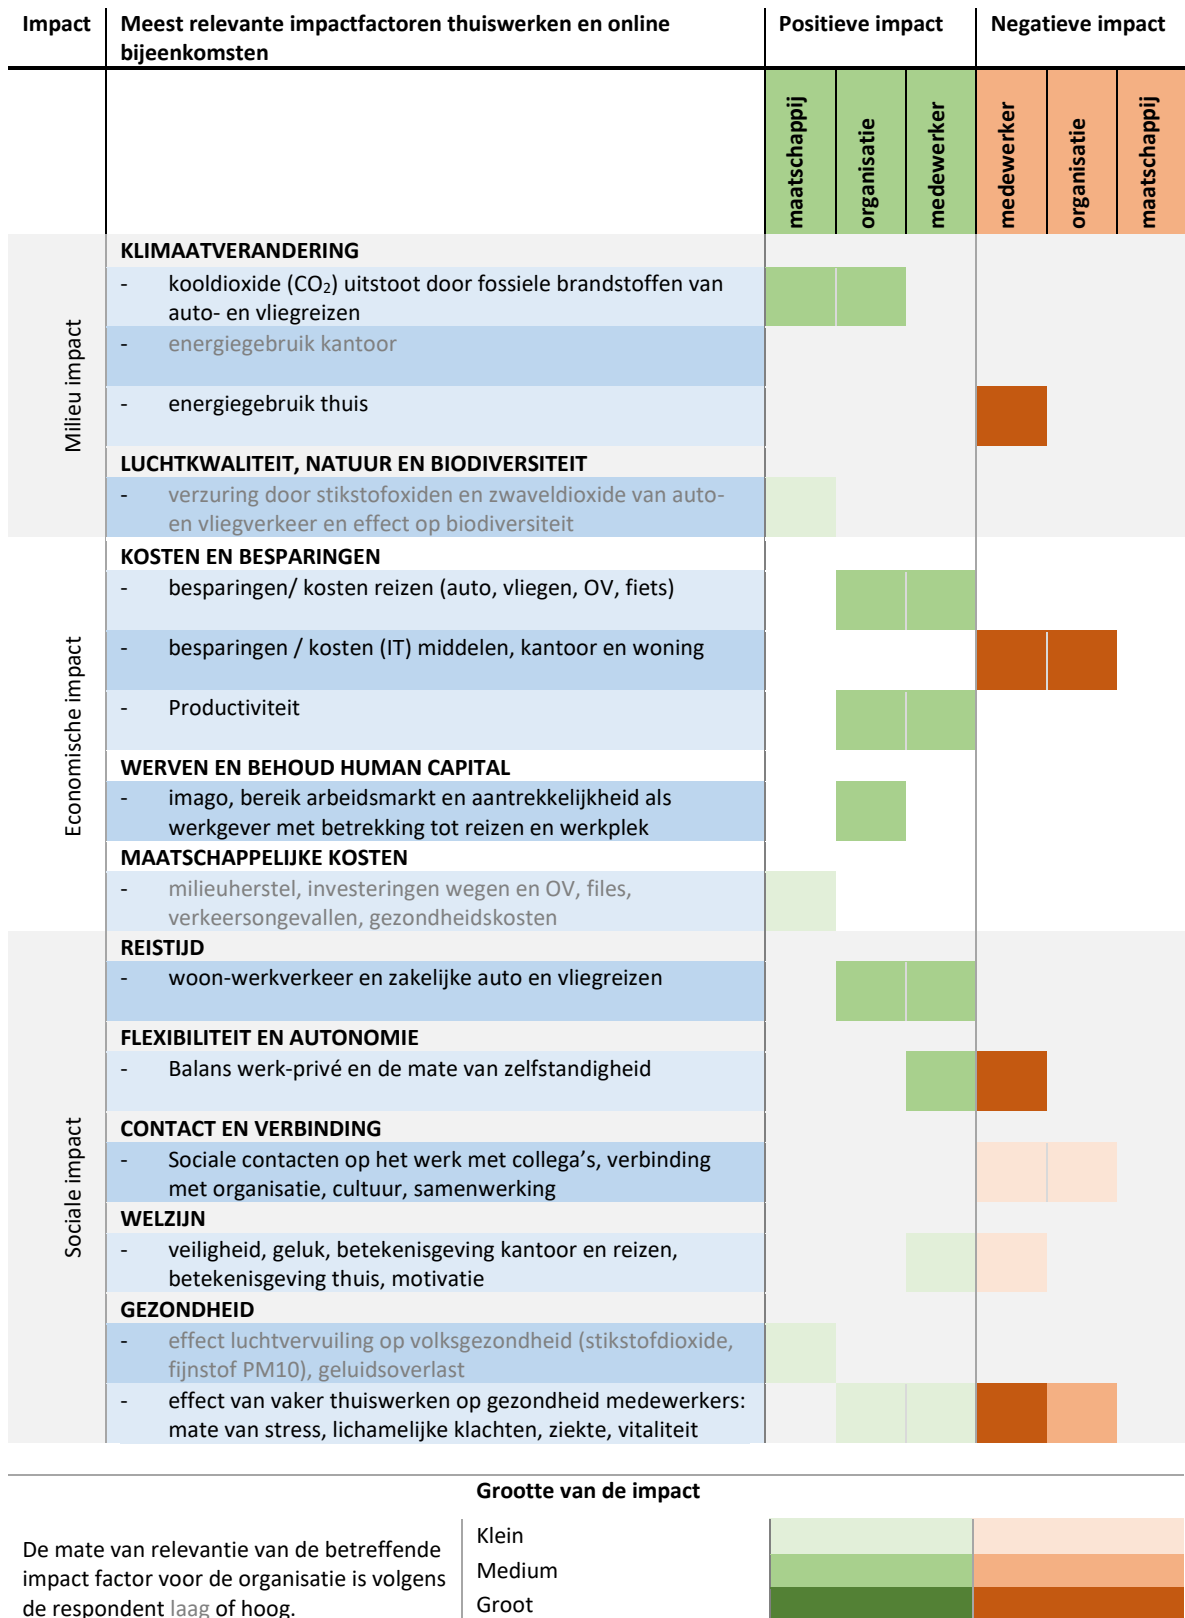 Impact
Meest relevante impactfactoren thuiswerken en online
bijeenkomsten
Positieve impact
Negatieve impact
maatschappij
organisatie
medewerker
medewerker
organisatie
maatschappij
Milieu impact
KLIMAATVERANDERING
- kooldioxide (CO₂) uitstoot door fossiele brandstoffen van
auto- en vliegreizen
- energiegebruik kantoor
- energiegebruik thuis
LUCHTKWALITEIT, NATUUR EN BIODIVERSITEIT
- verzuring door stikstofoxiden en zwaveldioxide van auto-
en vliegverkeer en effect op biodiversiteit
Economische impact
KOSTEN EN BESPARINGEN
- besparingen/ kosten reizen (auto, vliegen, OV, fiets)
- besparingen / kosten (IT) middelen, kantoor en woning
- Productiviteit
WERVEN EN BEHOUD HUMAN CAPITAL
- imago, bereik arbeidsmarkt en aantrekkelijkheid als
werkgever met betrekking tot reizen en werkplek
MAATSCHAPPELIJKE KOSTEN
- milieuherstel, investeringen wegen en OV, files,
verkeersongevallen, gezondheidskosten
Sociale impact
REISTIJD
- woon-werkverkeer en zakelijke auto en vliegreizen
FLEXIBILITEIT EN AUTONOMIE
- Balans werk-privé en de mate van zelfstandigheid
CONTACT EN VERBINDING
- Sociale contacten op het werk met collega’s, verbinding
met organisatie, cultuur, samenwerking
WELZIJN
- veiligheid, geluk, betekenisgeving kantoor en reizen,
betekenisgeving thuis, motivatie
GEZONDHEID
- effect luchtvervuiling op volksgezondheid (stikstofdioxide,
fijnstof PM10), geluidsoverlast
- effect van vaker thuiswerken op gezondheid medewerkers:
mate van stress, lichamelijke klachten, ziekte, vitaliteit
Grootte van de impact
De mate van relevantie van de betreffende
impact factor voor de organisatie is volgens
de respondent laag of hoog.
Klein
Medium
Groot